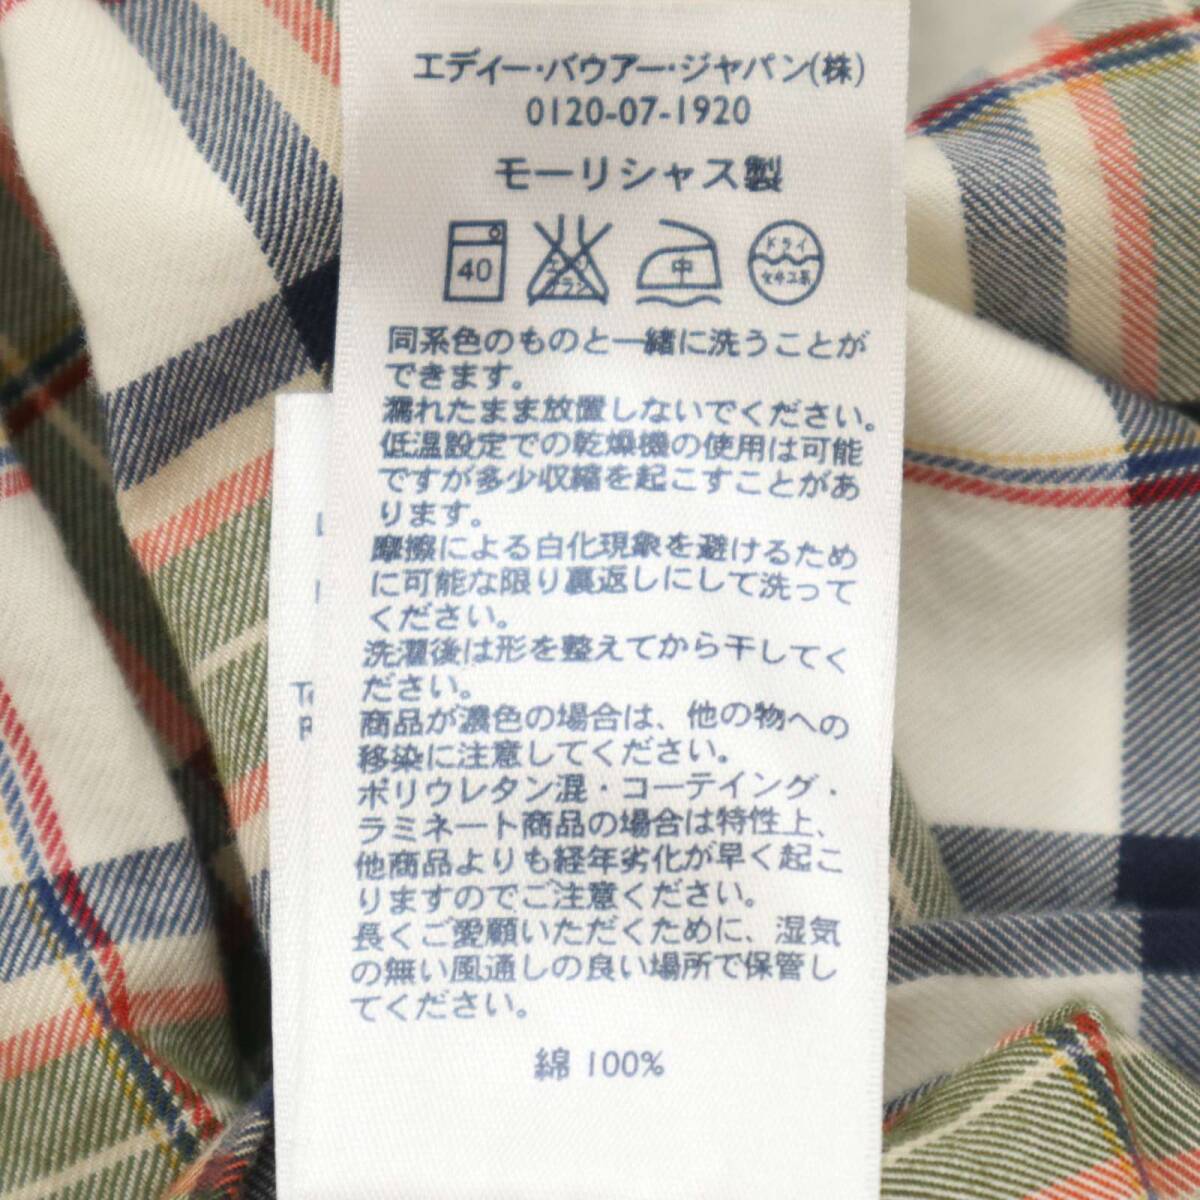 エディー・バウアー・ジャパン(株)
0120-07-1920
モーリシャス製
40
エンソ
サラシ
中
ドライ
セキユ系
同系色のものと一緒に洗うことが
できます。
濡れたまま放置しないでください。
低温設定での乾燥機の使用は可能
ですが多少収縮を起こすことがあ
ります。
摩擦による白化現象を避けるため
に可能な限り裏返しにして洗って
ください。
洗濯後は形を整えてから干してく
ださい。
商品が濃色の場合は、他の物への
移染に注意してください。
ポリウレタン混・コーティング・
ラミネート商品の場合は特性上、
他商品よりも経年劣化が早く起こ
りますのでご注意ください。
長くご愛願いただくために、湿気
の無い風通しの良い場所で保管し
てください。
綿 100%